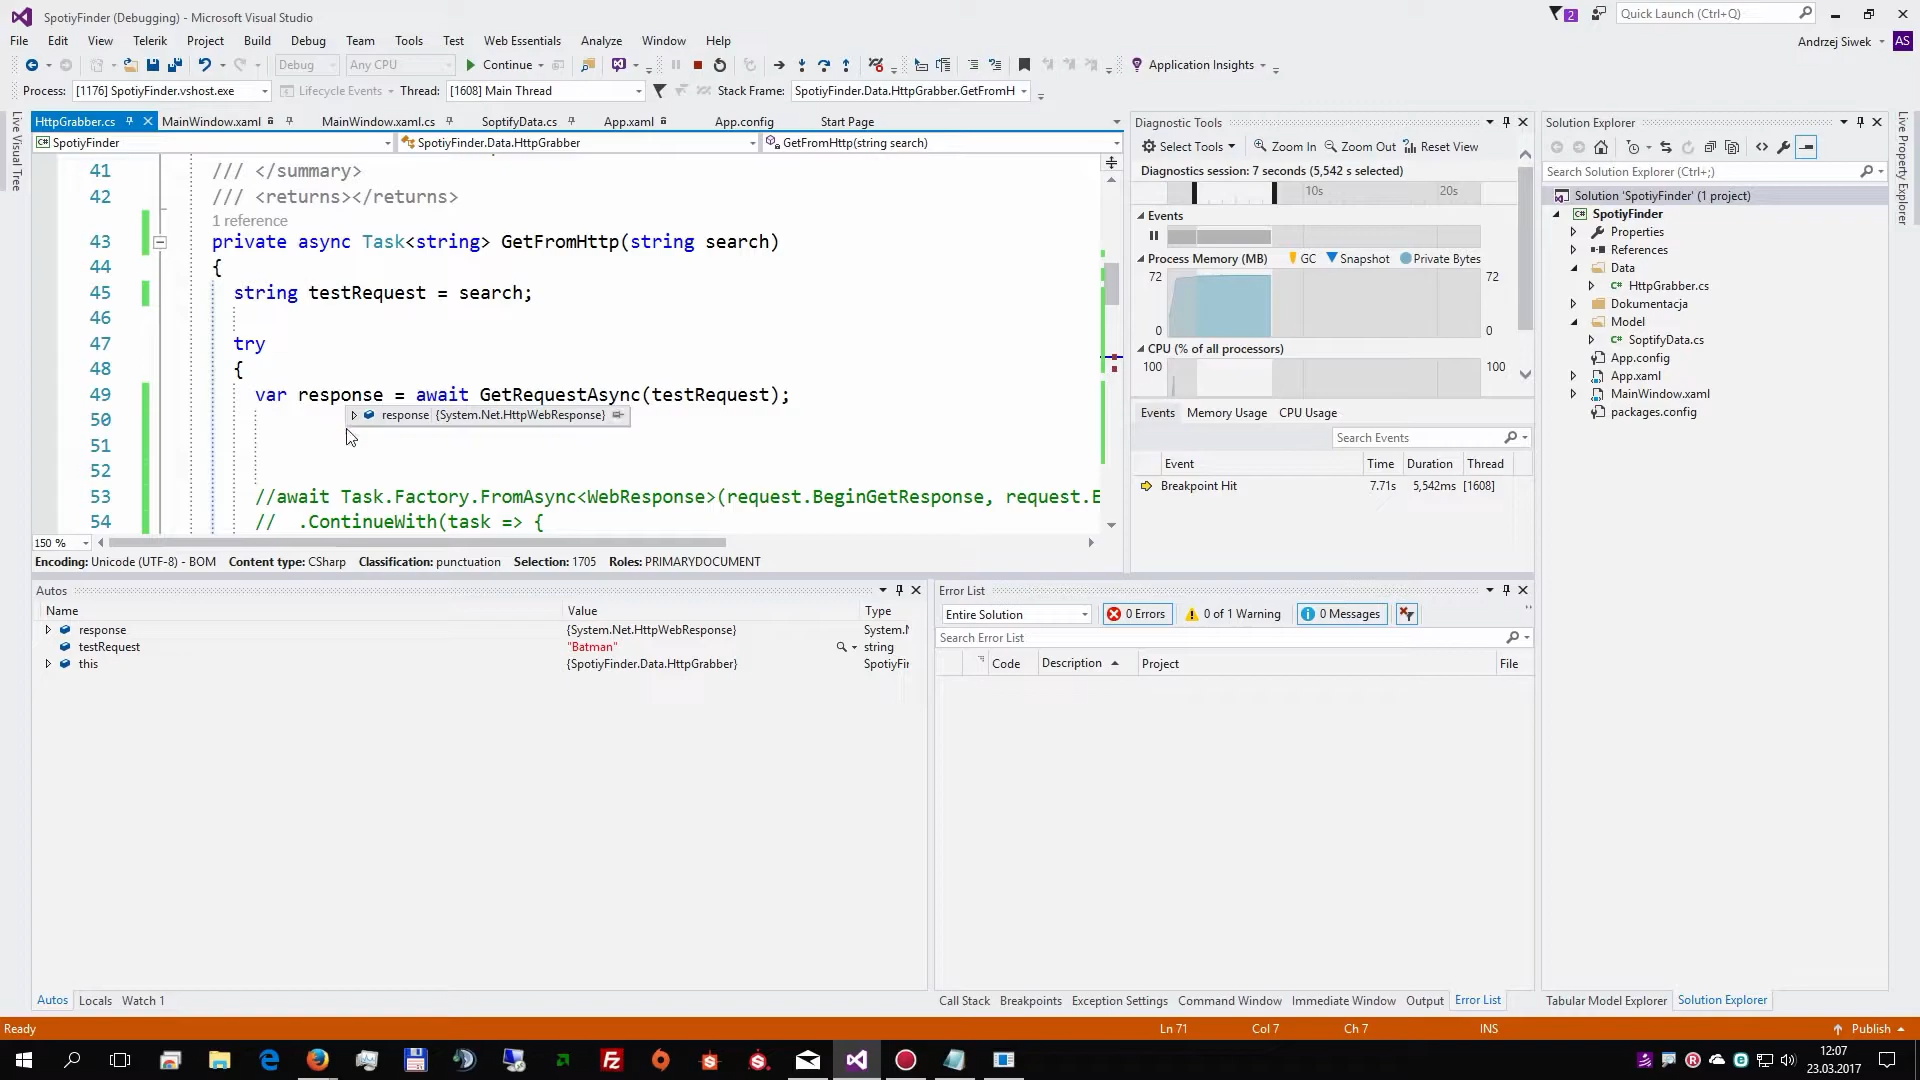 SpotiyFinder (Debugging) - Microsoft Visual Studio
2
Quick Launch (Ctrl+Q)
File Edit View Telerik Project Build Debug Team Tools Test Web Essentials Analyze Window Help
Andrzej Siwek AS
Debug Any CPU Continue Application Insights
Process: [1176] SpotiyFinder.vshost.exe Lifecycle Events Thread: [1608] Main Thread Stack Frame: SpotiyFinder.Data.HttpGrabber.GetFromH
Live Visual Tree
HttpGrabber.cs MainWindow.xaml MainWindow.xaml.cs SoptifyData.cs App.xaml App.config Start Page
SpotiyFinder SpotiyFinder.Data.HttpGrabber GetFromHttp(string search)
41 /// </summary>
42 /// <returns></returns>
1 reference
43 private async Task<string> GetFromHttp(string search)
44 {
45 string testRequest = search;
46
47 try
48 {
49 var response = await GetRequestAsync(testRequest);
response {System.Net.HttpWebResponse}
50
51
52
53 //await Task.Factory.FromAsync<WebResponse>(request.BeginGetResponse, request.E
54 // .ContinueWith(task => {
150 %
Encoding: Unicode (UTF-8) - BOM Content type: CSharp Classification: punctuation Selection: 1705 Roles: PRIMARYDOCUMENT
Diagnostic Tools
Select Tools Zoom In Zoom Out Reset View
Diagnostics session: 7 seconds (5,542 s selected)
10s 20s
Events
Process Memory (MB) GC Snapshot Private Bytes
72 72
0 0
CPU (% of all processors)
100 100
Events Memory Usage CPU Usage
Search Events
Event Time Duration Thread
Breakpoint Hit 7.71s 5,542ms [1608]
Solution Explorer
Search Solution Explorer (Ctrl+;)
Solution 'SpotiyFinder' (1 project)
SpotiyFinder
Properties
References
Data
HttpGrabber.cs
Dokumentacja
Model
SoptifyData.cs
App.config
App.xaml
MainWindow.xaml
packages.config
Live Property Explorer
Autos
Name Value Type
response {System.Net.HttpWebResponse} System.N
testRequest "Batman" string
this {SpotiyFinder.Data.HttpGrabber} SpotiyFin
Autos Locals Watch 1
Error List
Entire Solution 0 Errors 0 of 1 Warning 0 Messages
Search Error List
Code Description Project File
Call Stack Breakpoints Exception Settings Command Window Immediate Window Output Error List
Tabular Model Explorer Solution Explorer
Ready Ln 71 Col 7 Ch 7 INS Publish
12:07
23.03.2017